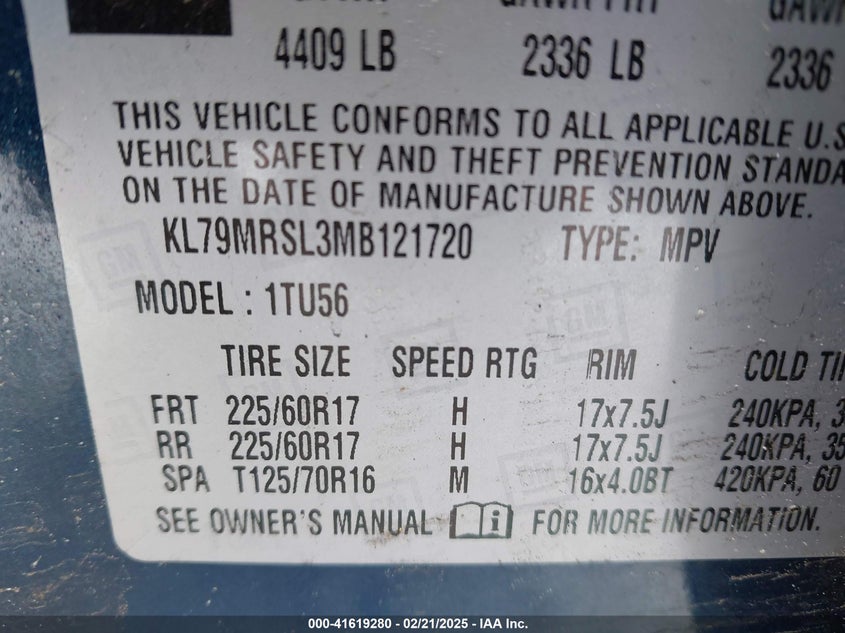 4409 LB 2336 LB 2336
THIS VEHICLE CONFORMS TO ALL APPLICABLE U.S
VEHICLE SAFETY AND THEFT PREVENTION STANDA
ON THE DATE OF MANUFACTURE SHOWN ABOVE.
KL79MRSL3MB121720 TYPE: MPV
MODEL : 1TU56
TIRE SIZE SPEED RTG RIM COLD TI
FRT 225/60R17 H 17x7.5J 240KPA, 3
RR 225/60R17 H 17x7.5J 240KPA, 35
SPA T125/70R16 M 16x4.0BT 420KPA, 60
SEE OWNER'S MANUAL i FOR MORE INFORMATION.
GM GM
000-41619280 - 02/21/2025 - IAA Inc.